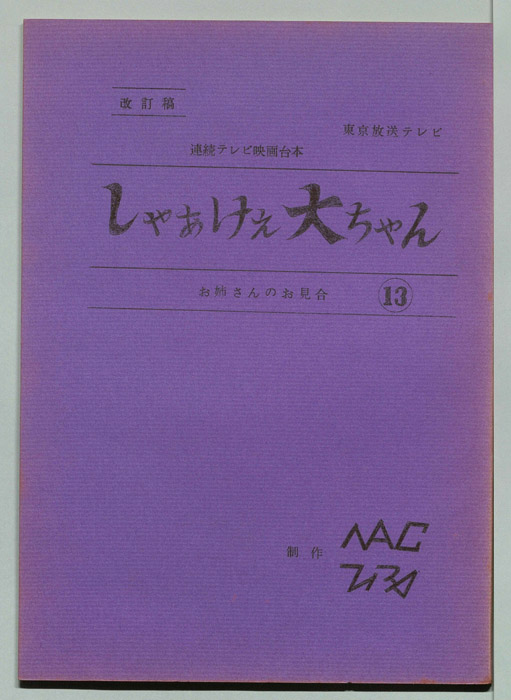 改訂稿
東京放送テレビ
連続テレビ映画台本
しゃあけえ大ちゃん
お姉さんのお見合 13
制作 NAC